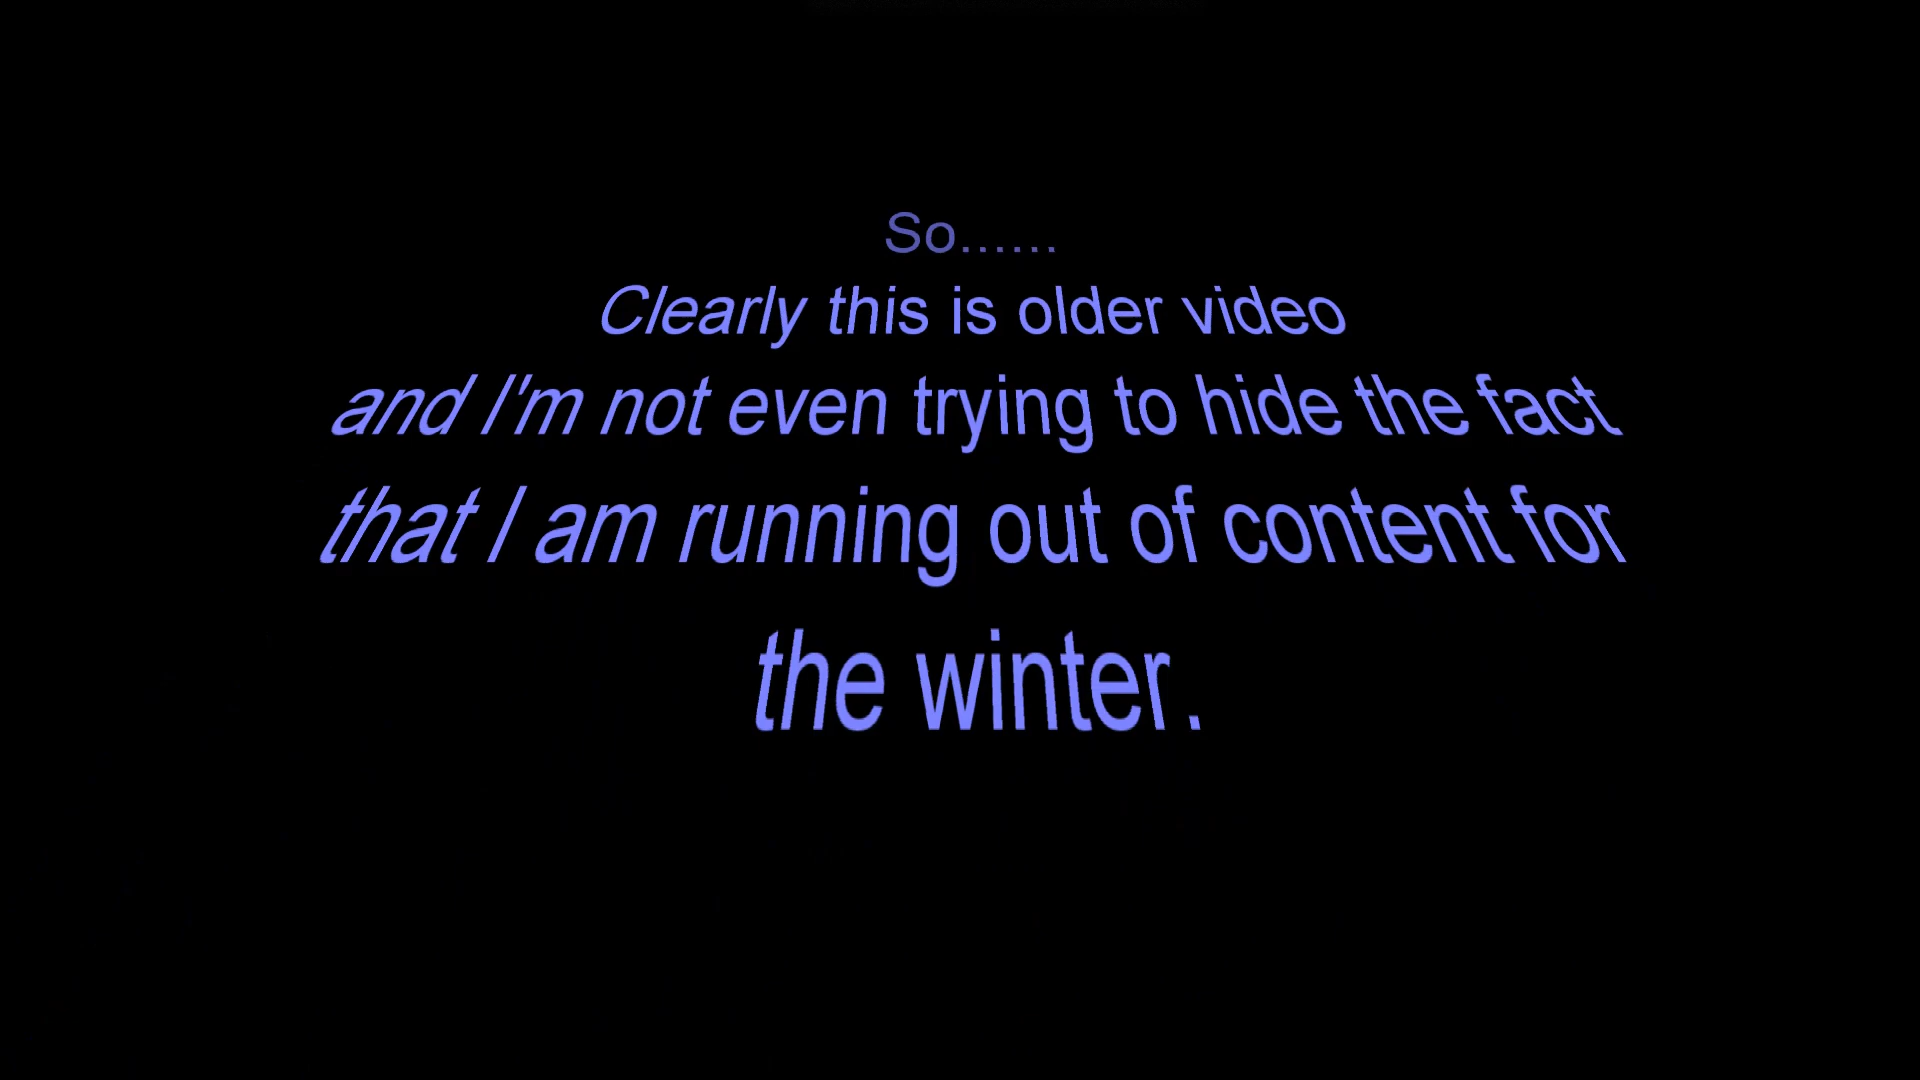 So......
Clearly this is older video
and I'm not even trying to hide the fact
that I am running out of content for
the winter.